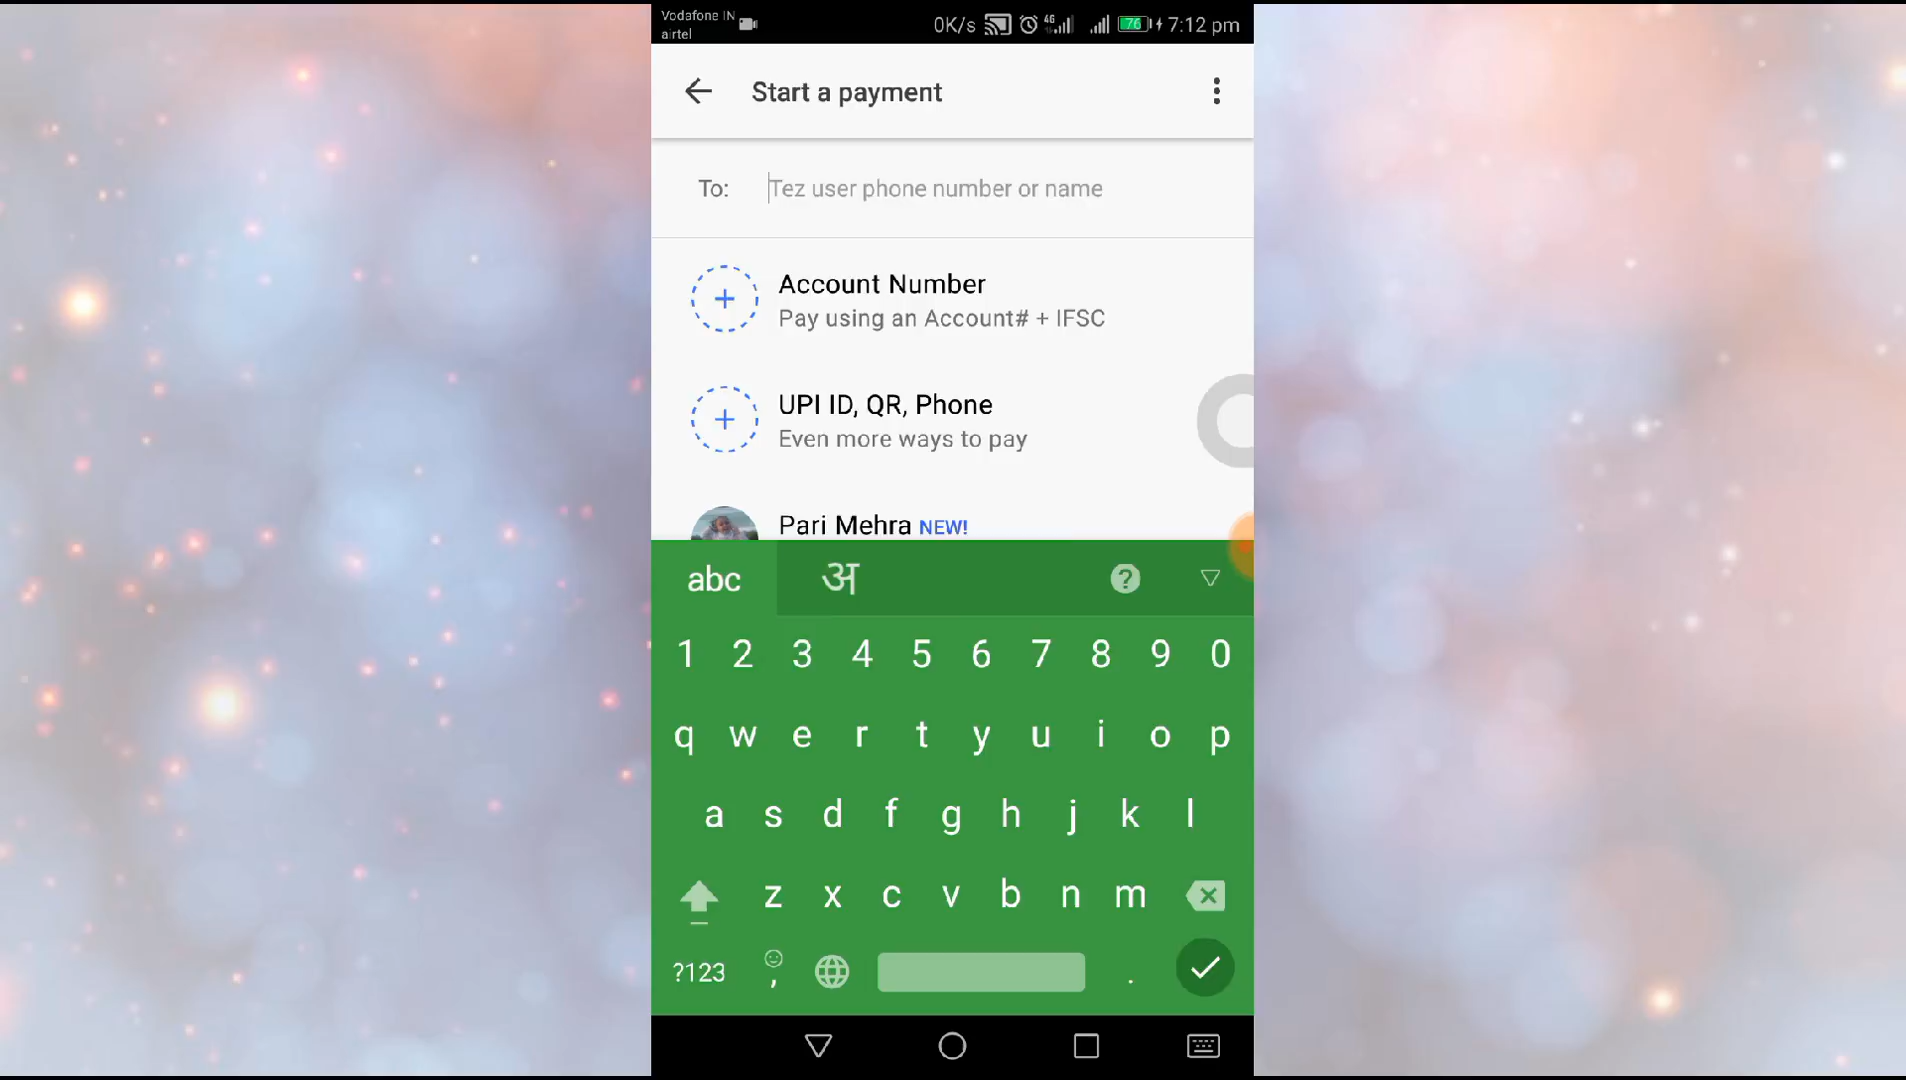 Vodafone IN
airtel
0K/s 4G 76 7:12 pm
Start a payment
To: Tez user phone number or name
Account Number
Pay using an Account# + IFSC
UPI ID, QR, Phone
Even more ways to pay
Pari Mehra NEW!
abc अ ?
1 2 3 4 5 6 7 8 9 0
q w e r t y u i o p
a s d f g h j k l
z x c v b n m
?123 , .